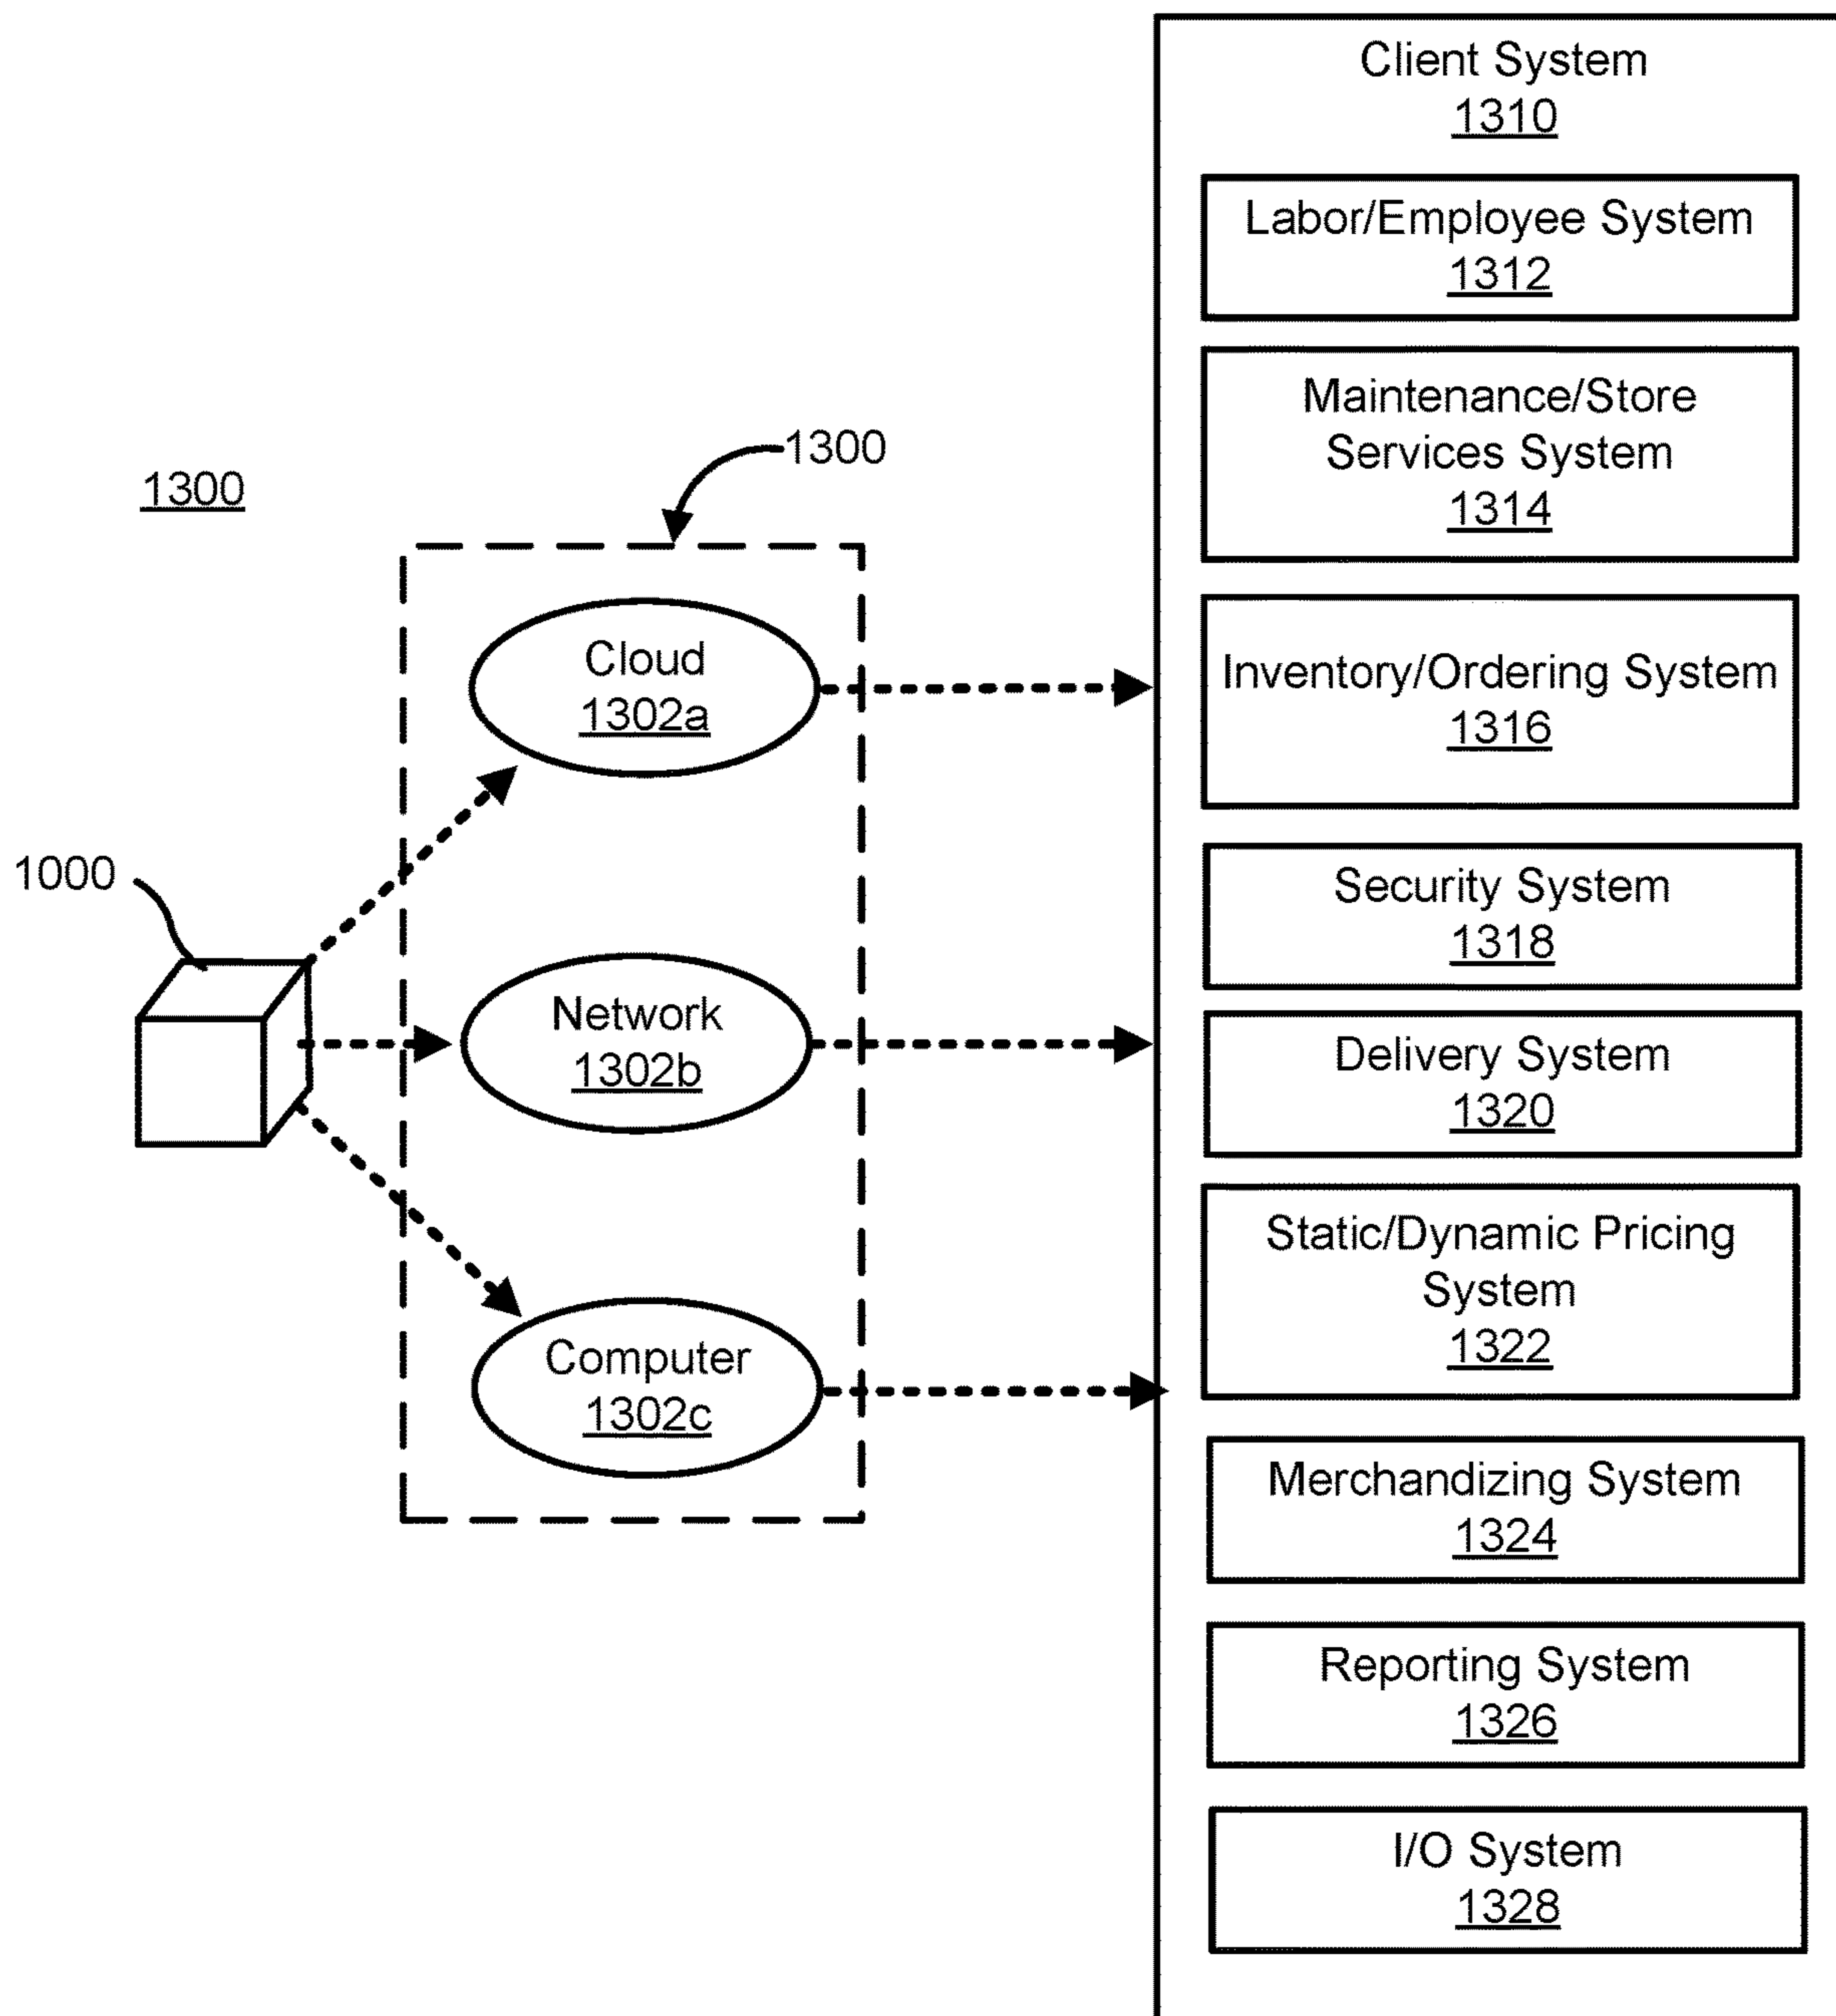 Client System
1310
Labor/Employee System
1312
Maintenance/Store
Services System
1314
1300
1300
Cloud
1302a
Inventory/Ordering System
1316
1000
Security System
1318
Network
1302b
Delivery System
1320
Static/Dynamic Pricing
System
1322
Computer
1302c
Merchandizing System
1324
Reporting System
1326
I/O System
1328